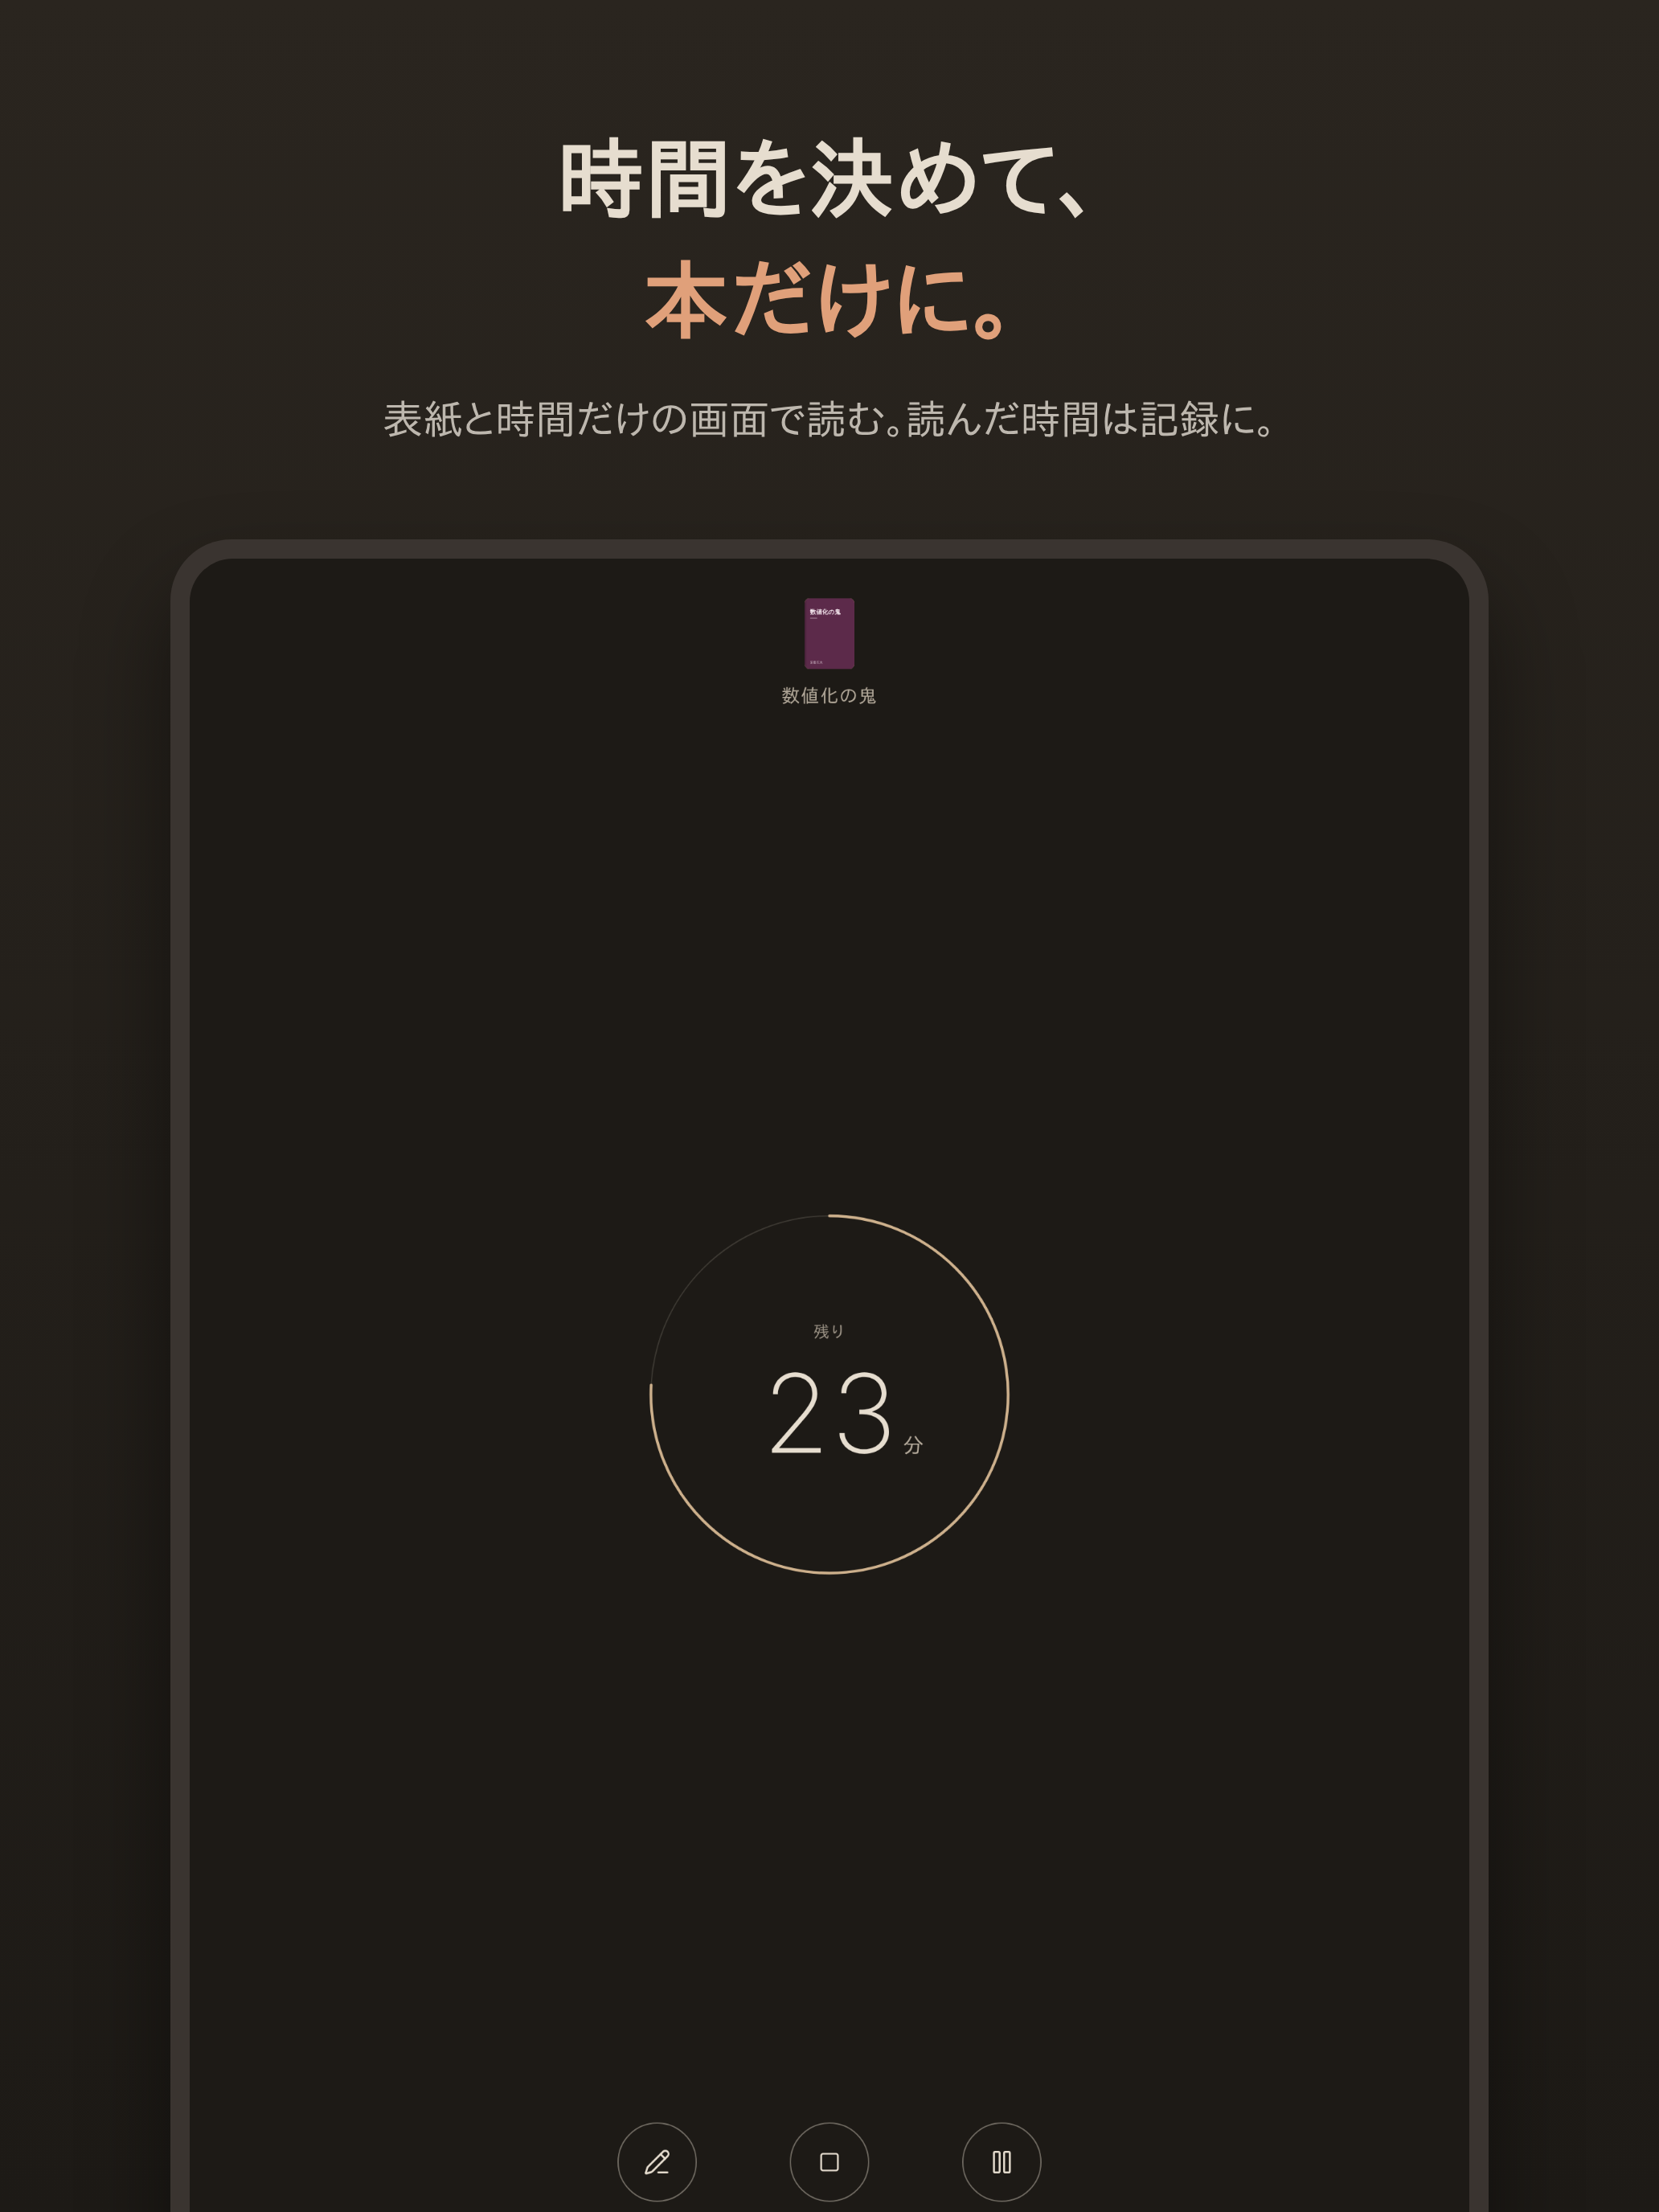 時間を決めて、
本だけに。
表紙と時間だけの画面で読む。読んだ時間は記録に。
数値化の鬼
数値化の鬼
残り
23分